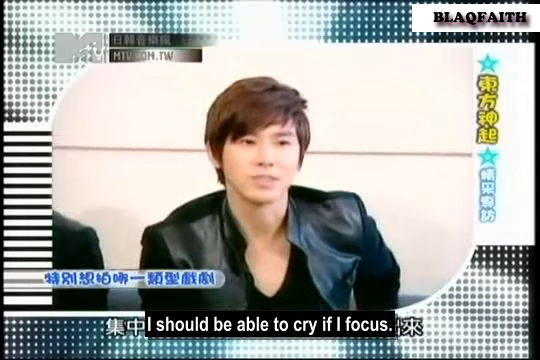 BLAQFAITH
MTV
日韓音樂瘋
MTV.COM.TW
東方神起
精采專訪
特別想拍哪一類型戲劇
I should be able to cry if I focus.
集中
來